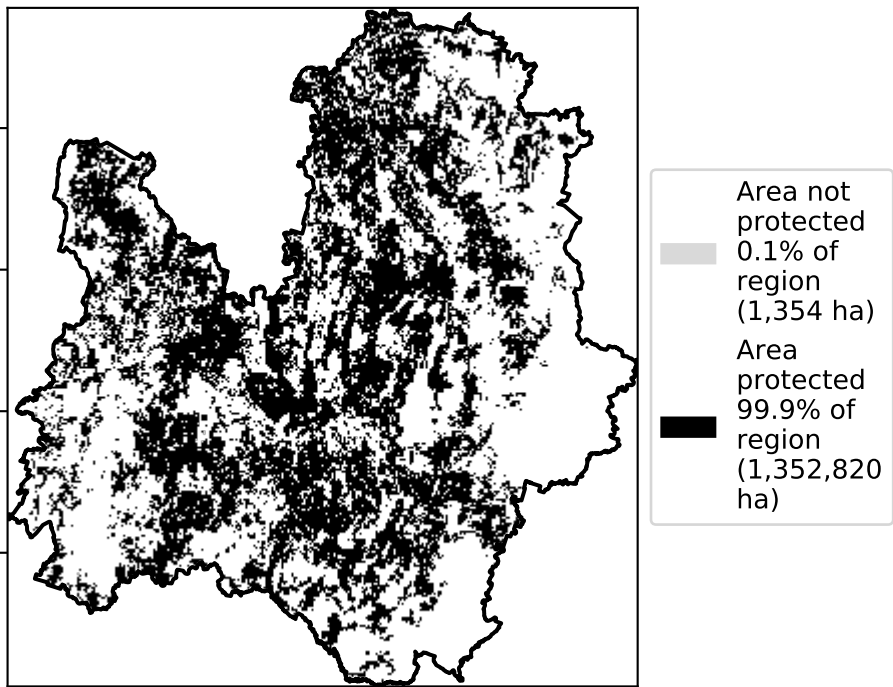 Area not
protected
0.1% of
region
(1,354 ha)
Area
protected
99.9% of
region
(1,352,820
ha)